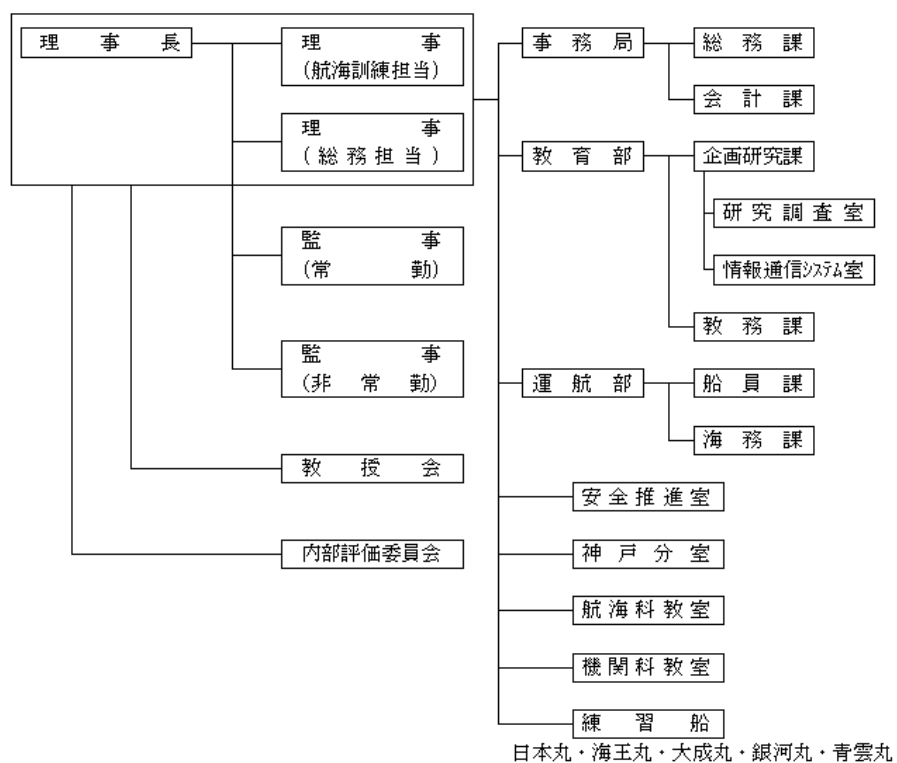 理事長
理事
(航海訓練担当)
理事
(総務担当)
監事
(常勤)
監事
(非常勤)
教授会
内部評価委員会
事務局
総務課
会計課
教育部
企画研究課
研究調査室
情報通信ｼｽﾃﾑ室
教務課
運航部
船員課
海務課
安全推進室
神戸分室
航海科教室
機関科教室
練習船
日本丸・海王丸・大成丸・銀河丸・青雲丸